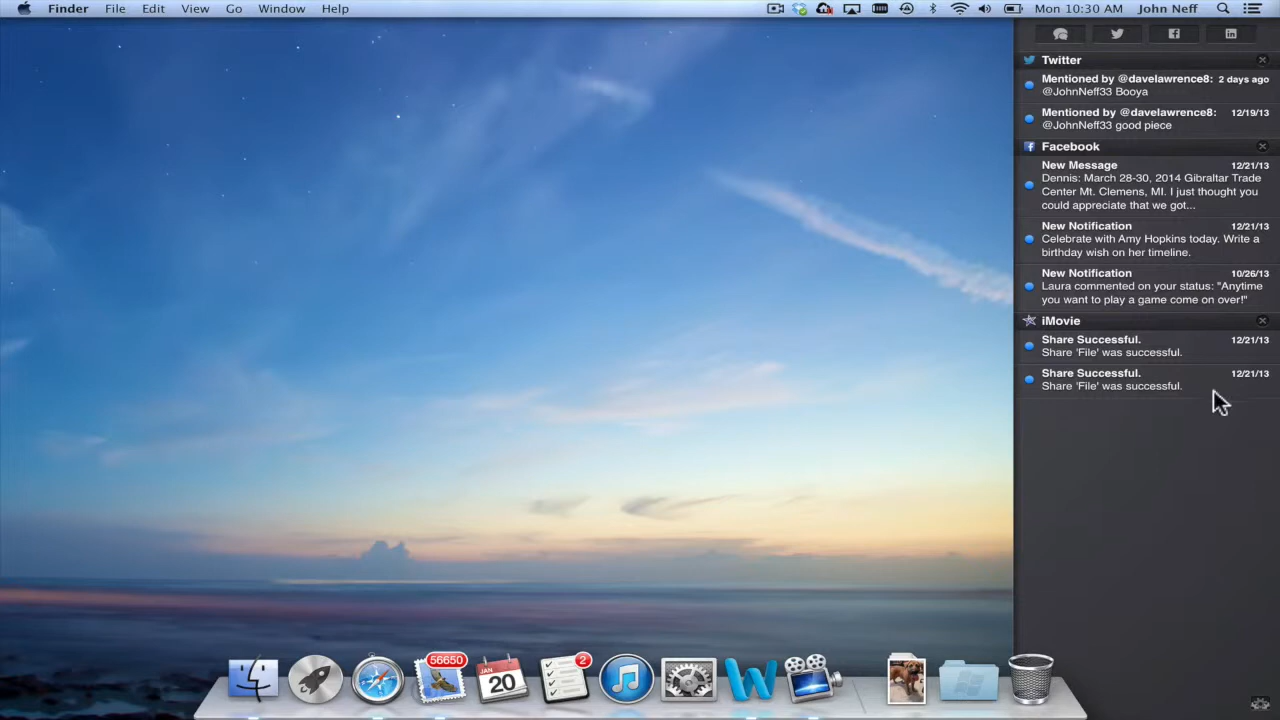 Finder File Edit View Go Window Help Mon 10:30 AM John Neff
Twitter
Mentioned by @davelawrence8: 2 days ago
@JohnNeff33 Booya
Mentioned by @davelawrence8: 12/19/13
@JohnNeff33 good piece
Facebook
New Message 12/21/13
Dennis: March 28-30, 2014 Gibraltar Trade
Center Mt. Clemens, MI. I just thought you
could appreciate that we got...
New Notification 12/21/13
Celebrate with Amy Hopkins today. Write a
birthday wish on her timeline.
New Notification 10/26/13
Laura commented on your status: "Anytime
you want to play a game come on over!"
iMovie
Share Successful. 12/21/13
Share 'File' was successful.
Share Successful. 12/21/13
Share 'File' was successful.
56650
JAN
20
2